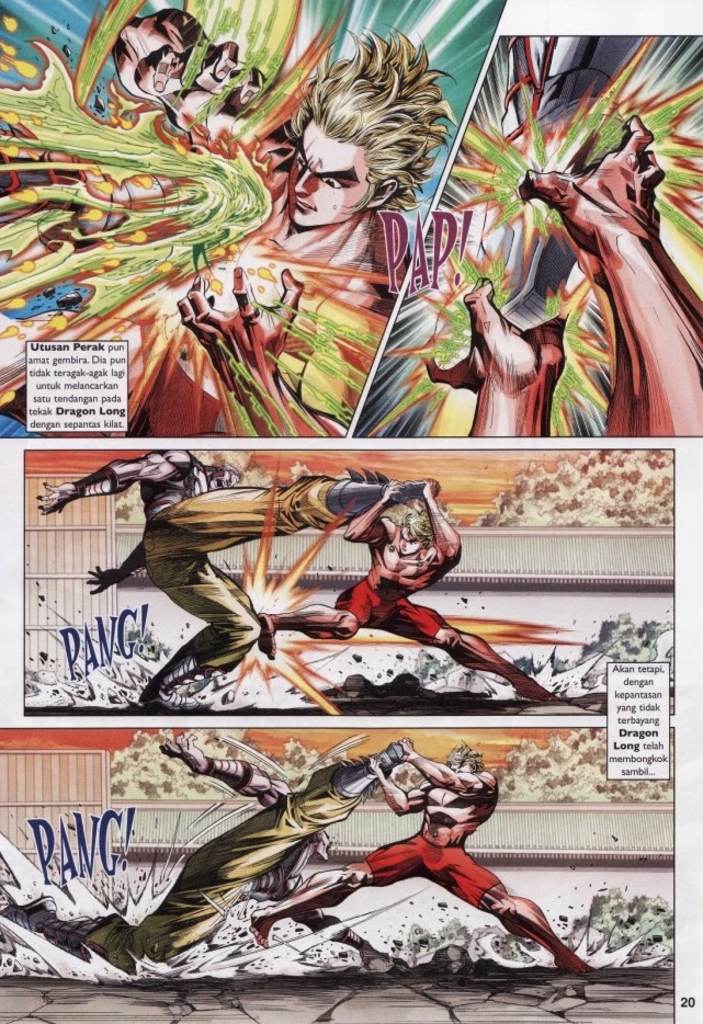 PAP!
Utusan Perak pun
amat gembira. Dia pun
tidak teragak-agak lagi
untuk melancarkan
satu tendangan pada
tekak Dragon Long
dengan sepantas kilat.
PANG!
Akan tetapi,
dengan
kepantasan
yang tidak
terbayang
Dragon
Long telah
membongkok
sambil...
PANG!
20